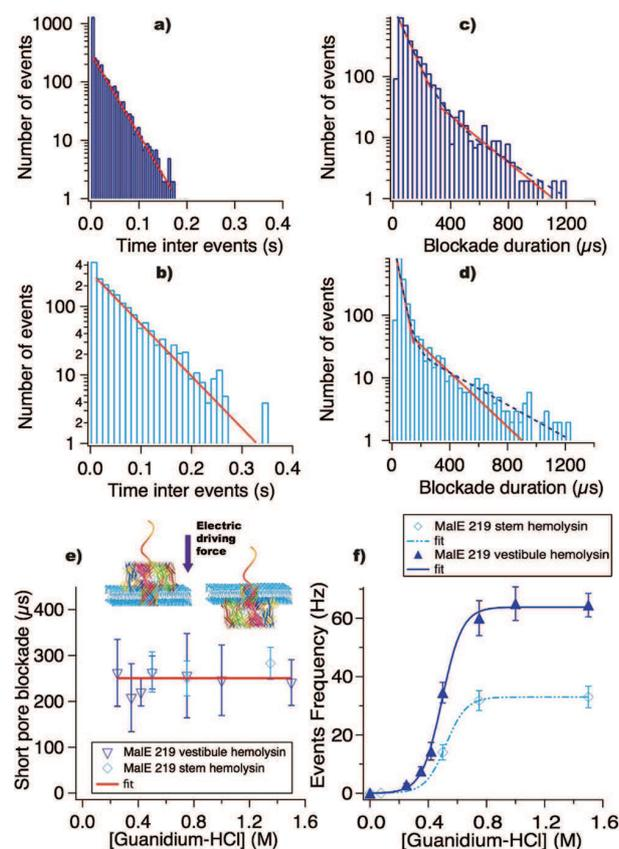 a)
Number of events
1000
100
10
1
0.0 0.1 0.2 0.3 0.4
Time inter events (s)
c)
Number of events
100
10
1
0 400 800 1200
Blockade duration (µs)
b)
Number of events
4
2
100
4
2
10
4
2
1
0.0 0.1 0.2 0.3 0.4
Time inter events (s)
d)
Number of events
100
10
1
0 400 800 1200
Blockade duration (µs)
e)
Electric
driving
force
Short pore blockade (µs)
400
300
200
100
0
MalE 219 vestibule hemolysin
MalE 219 stem hemolysin
fit
0.0 0.4 0.8 1.2 1.6
[Guanidium-HCl] (M)
MalE 219 stem hemolysin
fit
MalE 219 vestibule hemolysin
fit
f)
Events Frequency (Hz)
60
40
20
0
0.0 0.4 0.8 1.2 1.6
[Guanidium-HCl] (M)